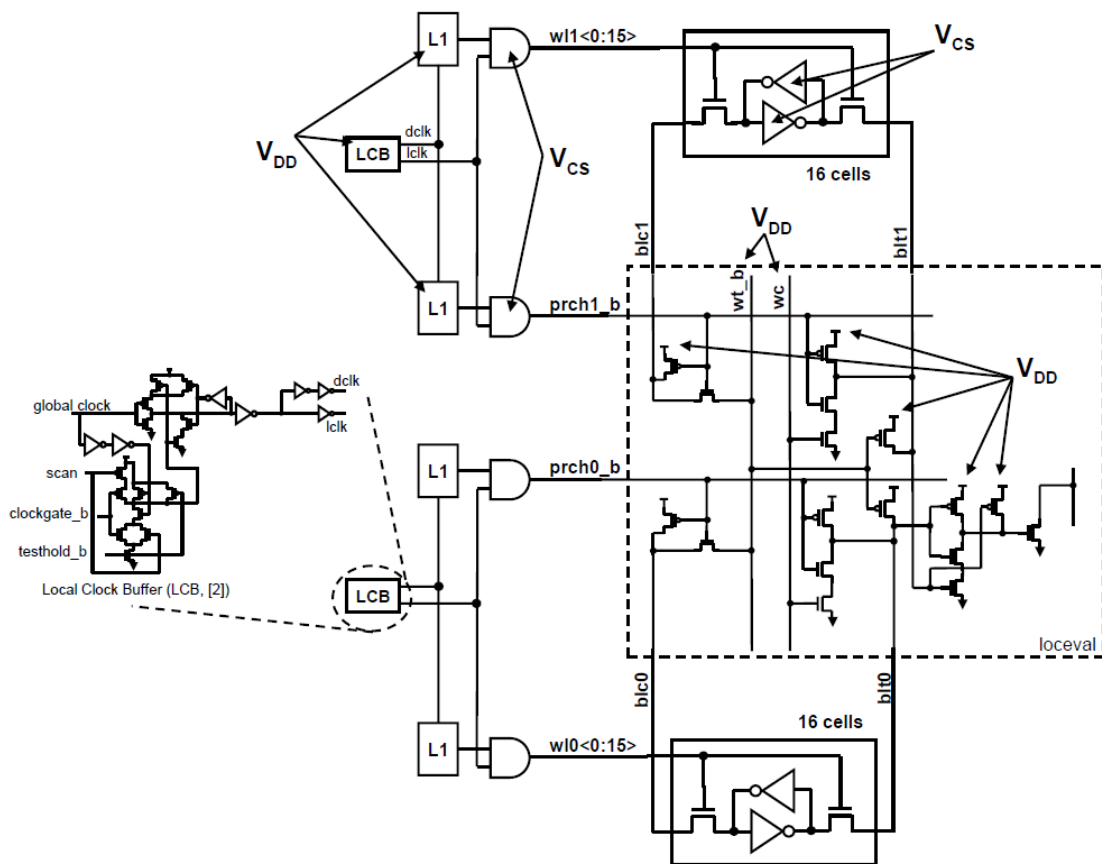 L1
wl1<0:15>
VCS
dclk
lclk
VDD
LCB
VCS
16 cells
blc1
VDD
blt1
wt_b
wc
L1
prch1_b
VDD
dclk
global clock
lclk
scan
L1
prch0_b
clockgate_b
testhold_b
Local Clock Buffer (LCB, [2])
LCB
loceval
blc0
blt0
16 cells
L1
wl0<0:15>